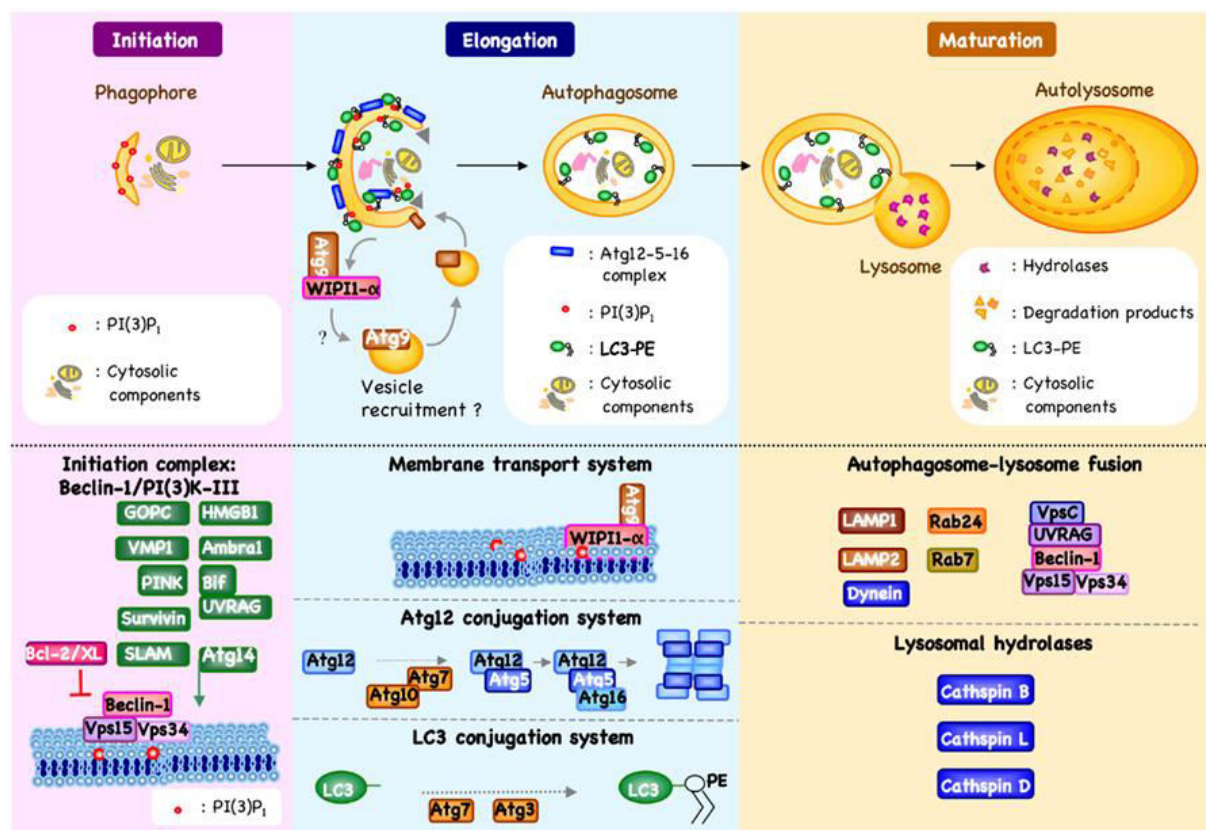 Initiation
Elongation
Maturation
Phagophore
Autophagosome
Autolysosome
Lysosome
Atg9
WIPI1-α
?
Atg9
Vesicle
recruitment ?
: PI(3)P₁
: Cytosolic
components
: Atg12-5-16
complex
: PI(3)P₁
: LC3-PE
: Cytosolic
components
: Hydrolases
: Degradation products
: LC3-PE
: Cytosolic
components
Initiation complex:
Beclin-1/PI(3)K-III
GOPC
HMGB1
VMP1
Ambra1
PINK
Bif
UVRAG
Survivin
Bcl-2/XL
SLAM
Atg14
Beclin-1
Vps15
Vps34
: PI(3)P₁
Membrane transport system
Atg9
WIPI1-α
Atg12 conjugation system
Atg12
Atg7
Atg10
Atg12
Atg5
Atg12
Atg5
Atg16
LC3 conjugation system
LC3
Atg7
Atg3
LC3
PE
Autophagosome-lysosome fusion
LAMP1
Rab24
LAMP2
Rab7
Dynein
VpsC
UVRAG
Beclin-1
Vps15
Vps34
Lysosomal hydrolases
Cathspin B
Cathspin L
Cathspin D